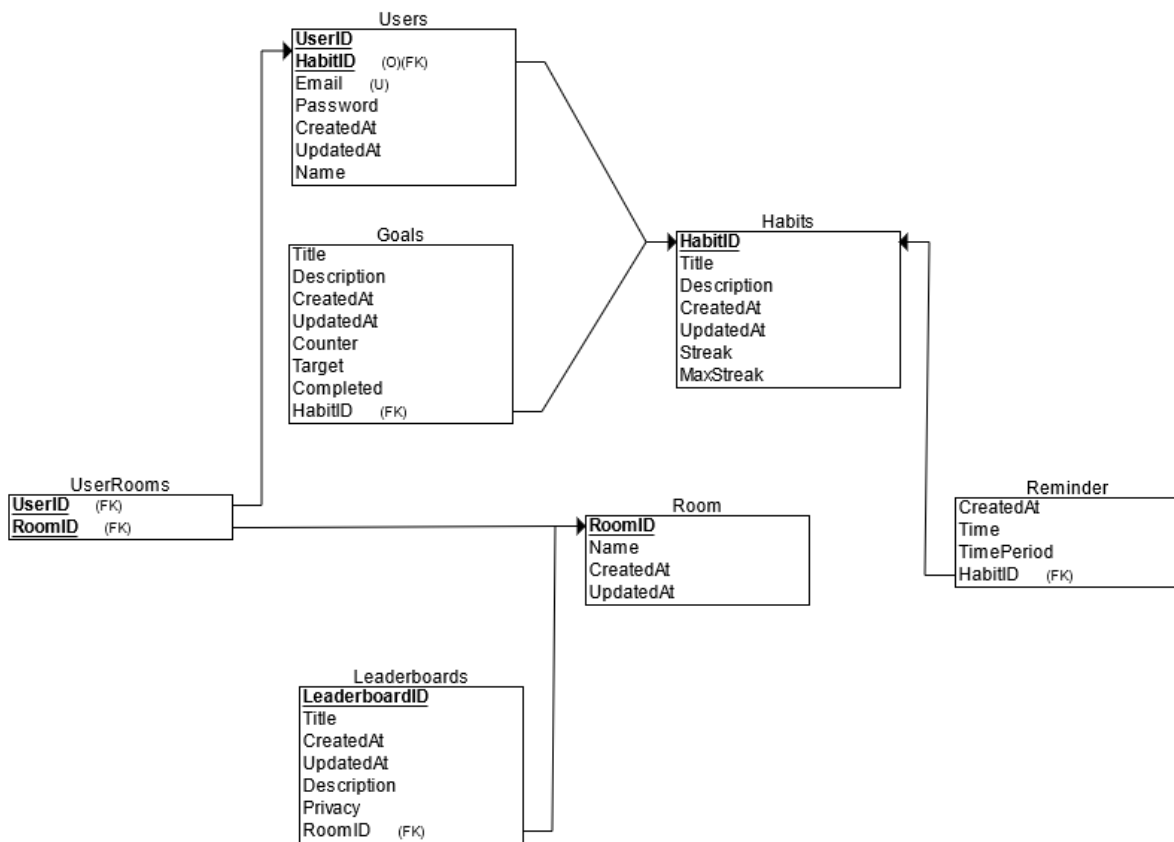 Users
UserID
HabitID (O)(FK)
Email (U)
Password
CreatedAt
UpdatedAt
Name
Goals
Title
Description
CreatedAt
UpdatedAt
Counter
Target
Completed
HabitID (FK)
Habits
HabitID
Title
Description
CreatedAt
UpdatedAt
Streak
MaxStreak
UserRooms
UserID (FK)
RoomID (FK)
Room
RoomID
Name
CreatedAt
UpdatedAt
Reminder
CreatedAt
Time
TimePeriod
HabitID (FK)
Leaderboards
LeaderboardID
Title
CreatedAt
UpdatedAt
Description
Privacy
RoomID (FK)